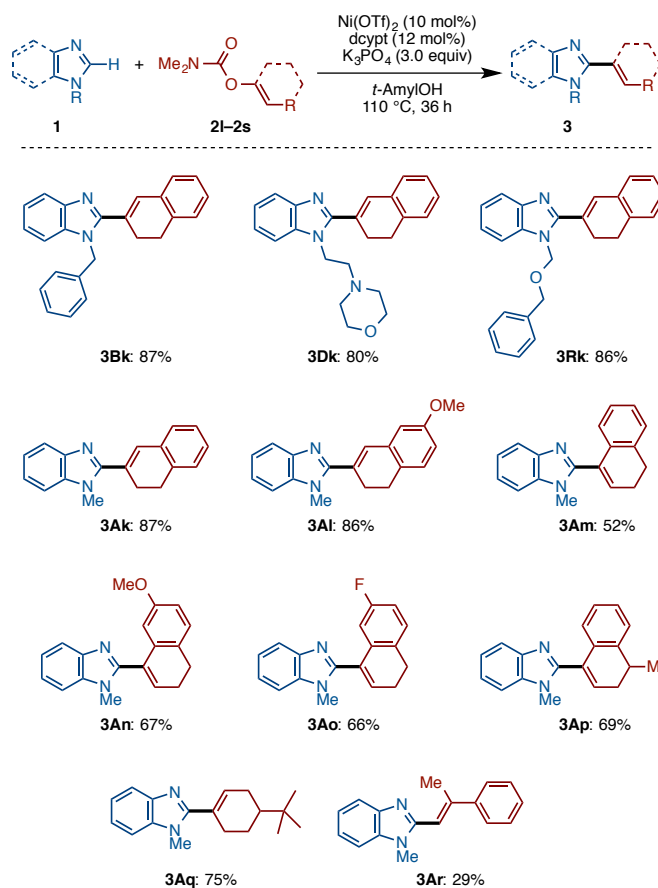 Ni(OTf)2 (10 mol%)
dcypt (12 mol%)
K3PO4 (3.0 equiv)
t-AmylOH
110 °C, 36 h
N
N
R
H
+
Me2N
O
O
R
N
N
R
R
1
2l–2s
3
N
N
3Bk: 87%
N
N
N
O
3Dk: 80%
N
N
O
3Rk: 86%
N
N
Me
3Ak: 87%
OMe
N
N
Me
3Al: 86%
N
N
Me
3Am: 52%
MeO
N
N
Me
3An: 67%
F
N
N
Me
3Ao: 66%
N
N
Me
M
3Ap: 69%
N
N
Me
3Aq: 75%
Me
N
N
Me
3Ar: 29%